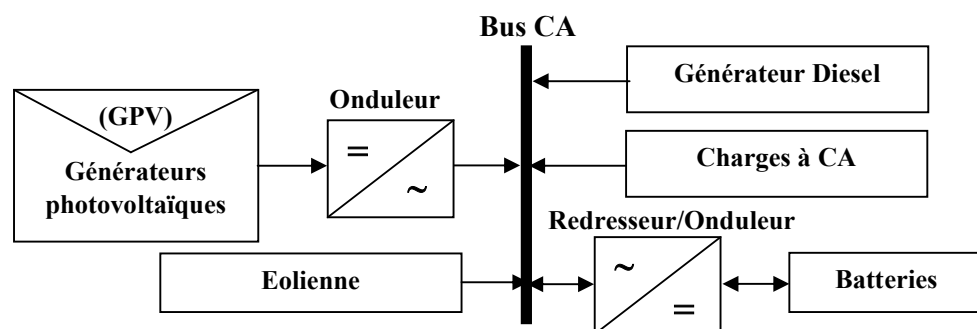 Bus CA
(GPV)
Générateurs
photovoltaïques
Onduleur
=
~
Générateur Diesel
Charges à CA
Redresseur/Onduleur
Eolienne
~
=
Batteries